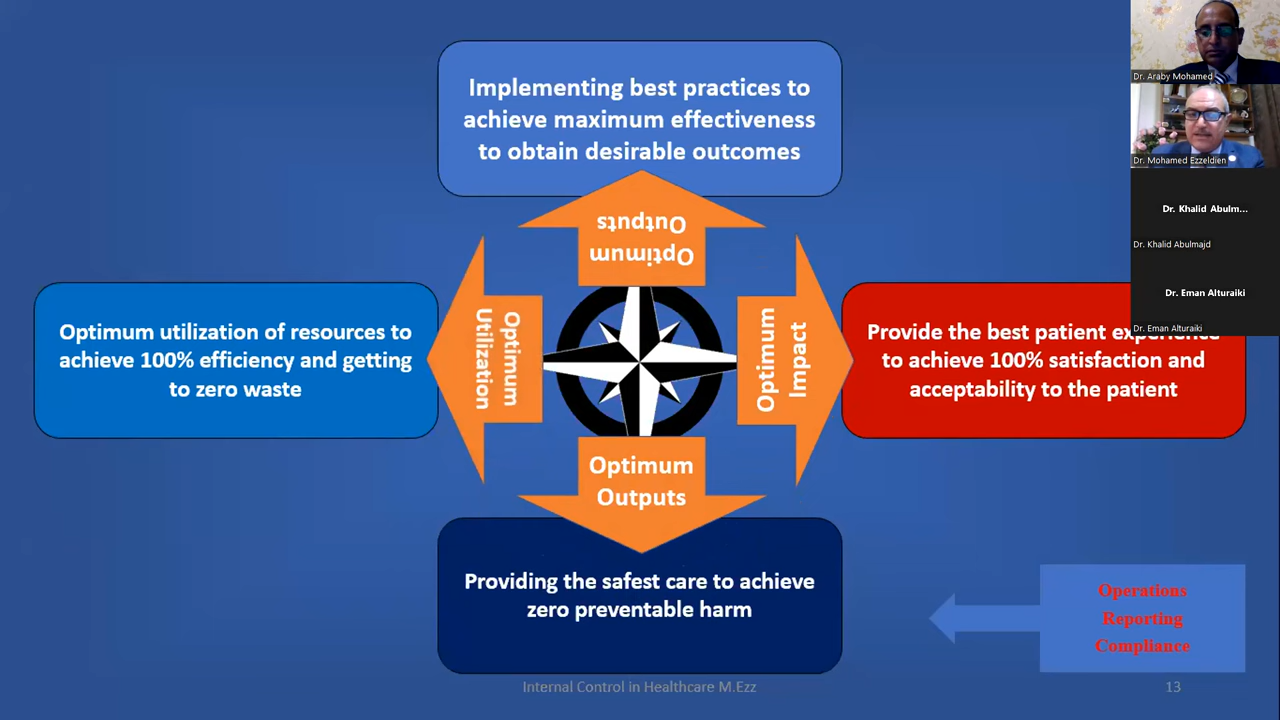 Implementing best practices to
achieve maximum effectiveness
to obtain desirable outcomes
Optimum
Outputs
Optimum utilization of resources to
achieve 100% efficiency and getting
to zero waste
Optimum
Utilization
Optimum
Impact
Provide the best patient experience
to achieve 100% satisfaction and
acceptability to the patient
Optimum
Outputs
Providing the safest care to achieve
zero preventable harm
Operations
Reporting
Compliance
Internal Control in Healthcare M.Ezz
13
Dr. Araby Mohamed
Dr. Mohamed Ezzeldien
Dr. Khalid Abulm...
Dr. Khalid Abulmajd
Dr. Eman Alturaiki
Dr. Eman Alturaiki